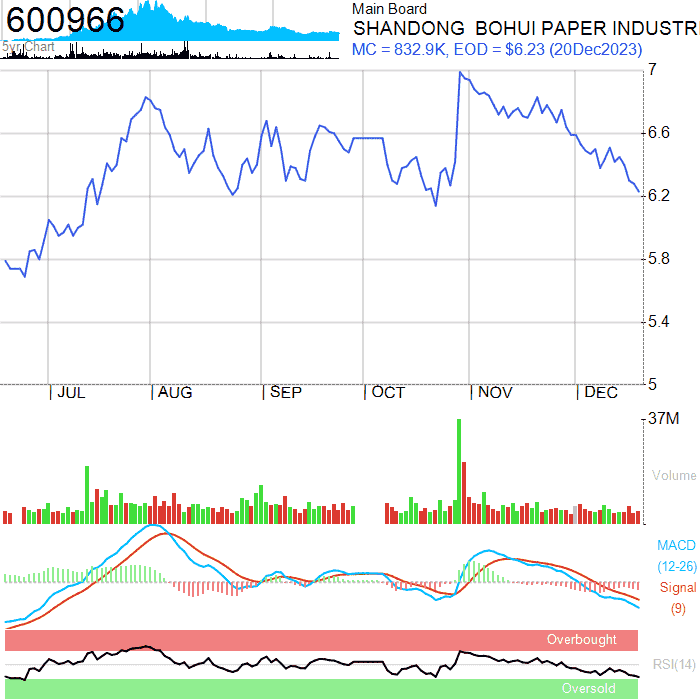 600966
5yr Chart
Main Board
SHANDONG BOHUI PAPER INDUSTRI
MC = 832.9K, EOD = $6.23 (20Dec2023)
7
6.6
6.2
5.8
5.4
5
JUL AUG SEP OCT NOV DEC
37M
Volume
MACD
(12-26)
Signal
(9)
Overbought
RSI(14)
Oversold